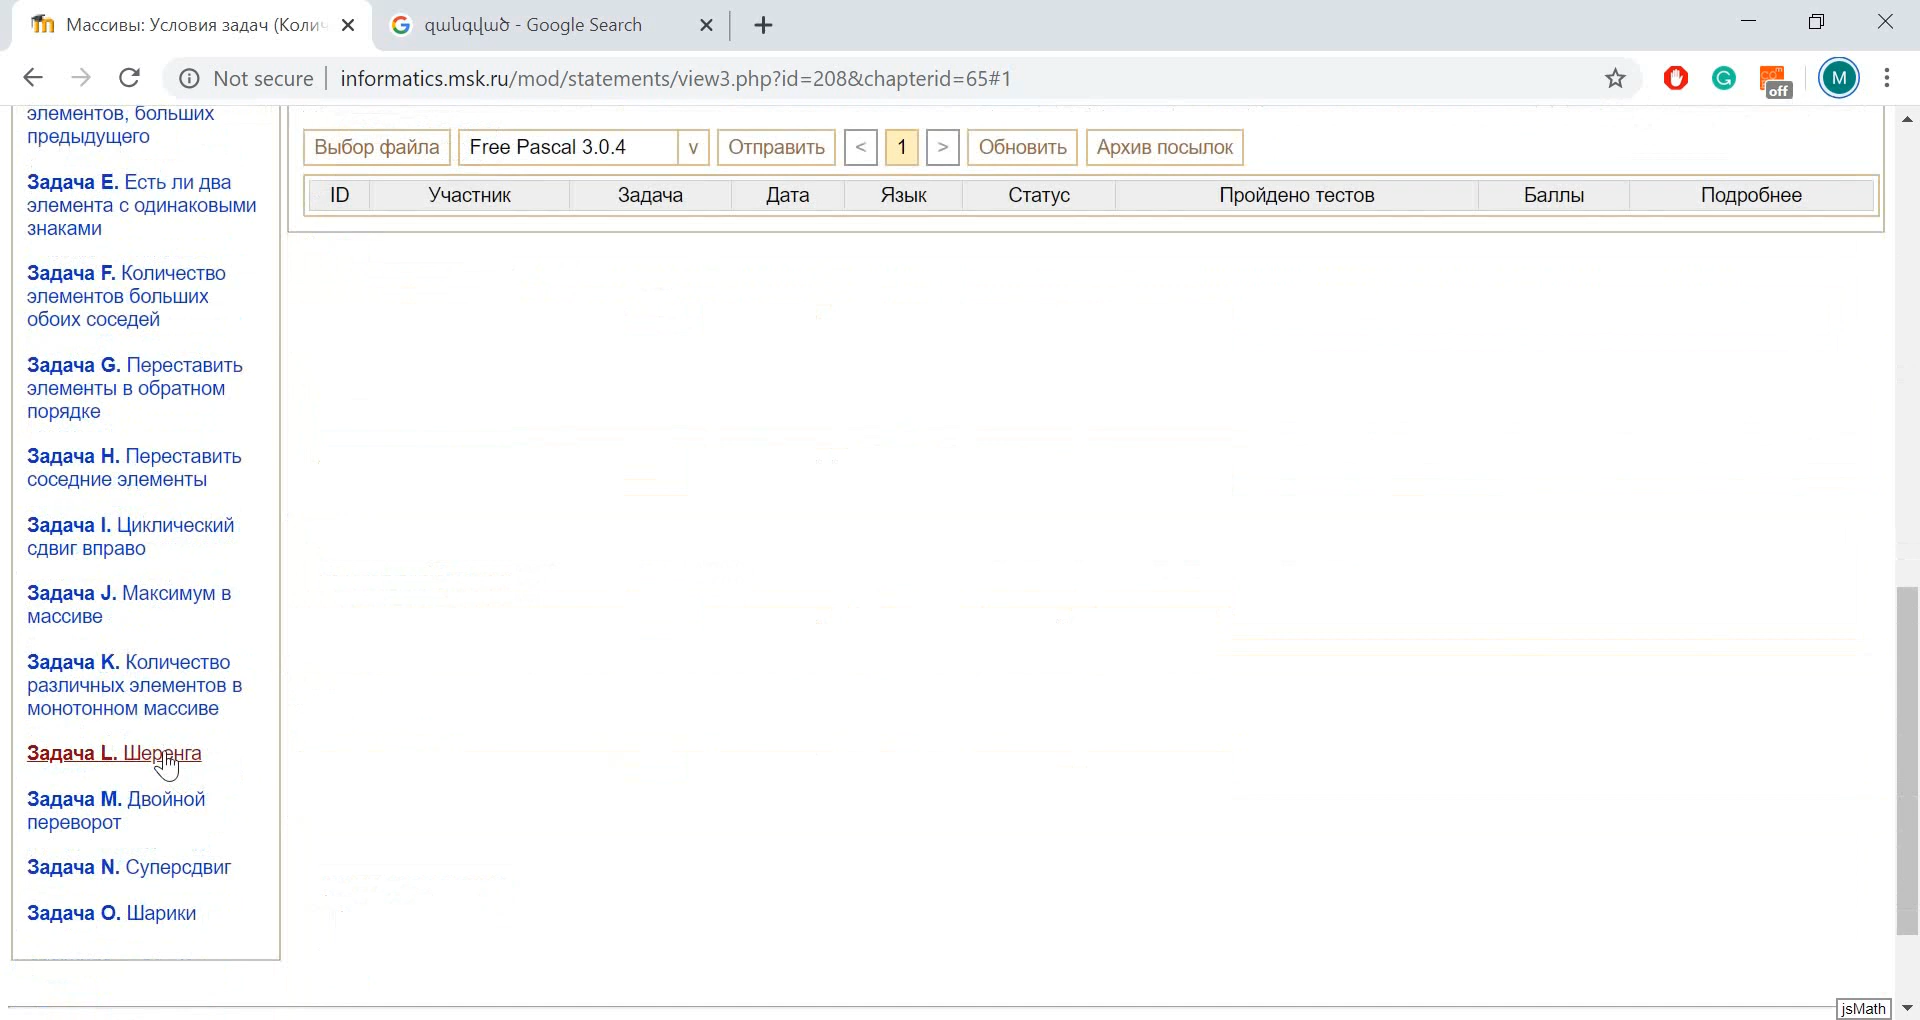 Массивы: Условия задач (Колич
զանգված - Google Search
Not secure
informatics.msk.ru/mod/statements/view3.php?id=208&chapterid=65#1
off
M
элементов, больших
предыдущего
Задача E. Есть ли два
элемента с одинаковыми
знаками
Задача F. Количество
элементов больших
обоих соседей
Задача G. Переставить
элементы в обратном
порядке
Задача H. Переставить
соседние элементы
Задача I. Циклический
сдвиг вправо
Задача J. Максимум в
массиве
Задача K. Количество
различных элементов в
монотонном массиве
Задача L. Шеренга
Задача M. Двойной
переворот
Задача N. Суперсдвиг
Задача O. Шарики
Выбор файла Free Pascal 3.0.4 v Отправить < 1 > Обновить Архив посылок
ID Участник Задача Дата Язык Статус Пройдено тестов Баллы Подробнее
jsMath